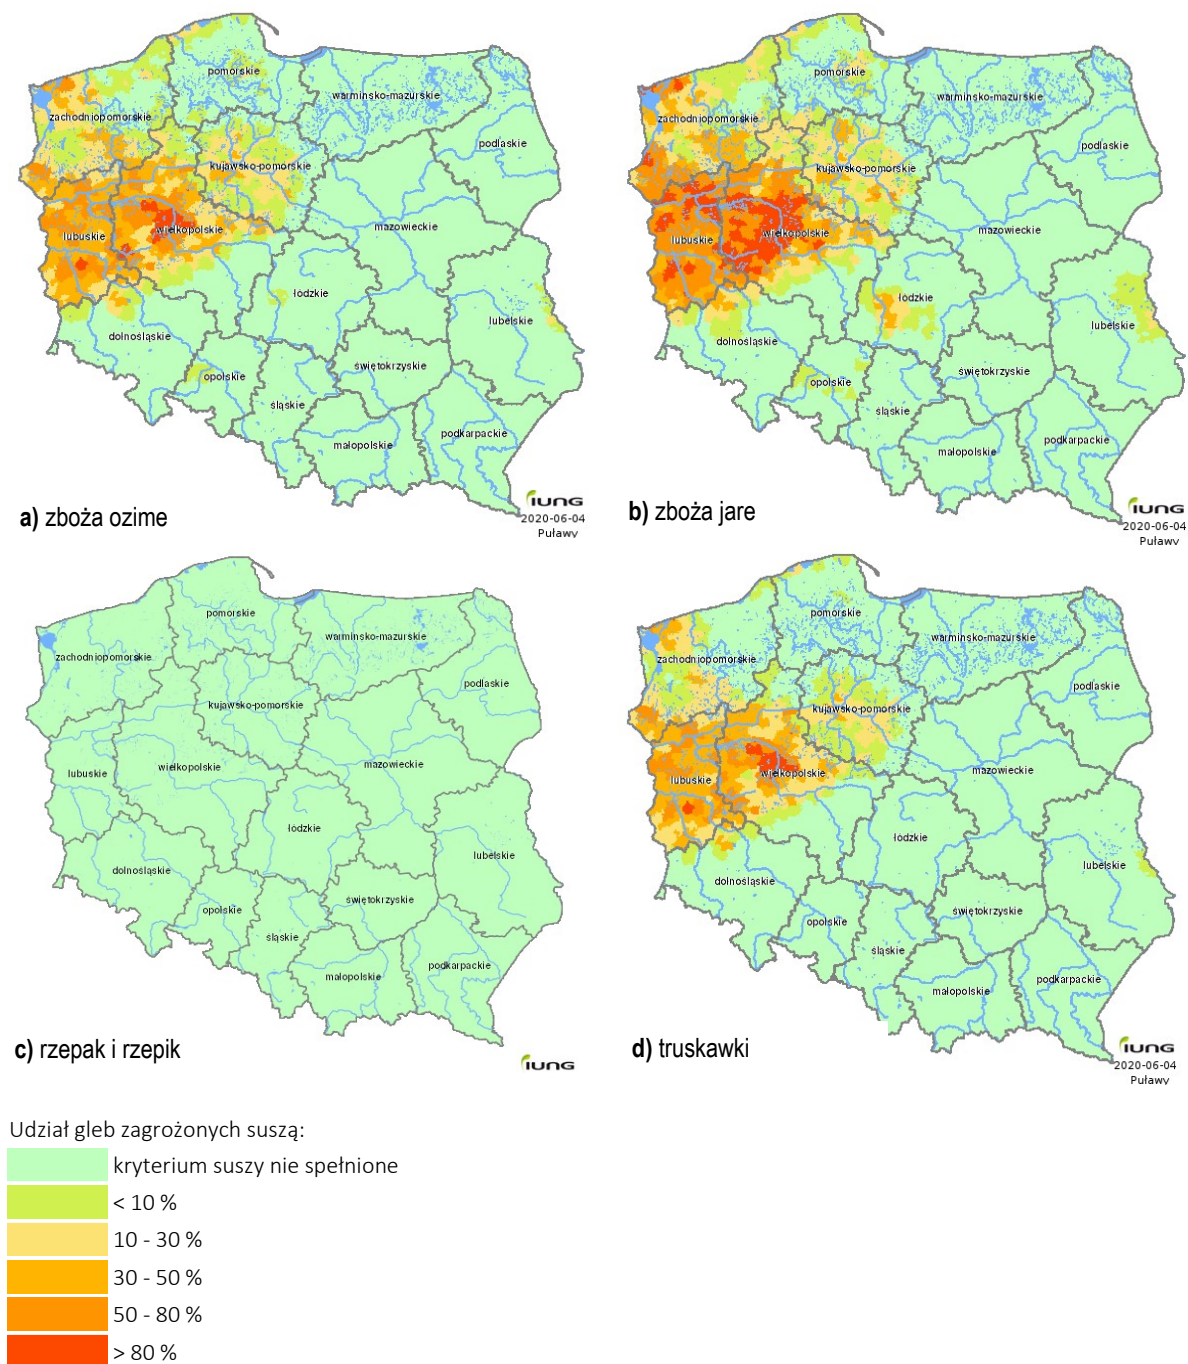 pomorskie
warmińsko-mazurskie
zachodniopomorskie
podlaskie
kujawsko-pomorskie
mazowieckie
wielkopolskie
lubuskie
łódzkie
lubelskie
dolnośląskie
świętokrzyskie
opolskie
śląskie
podkarpackie
małopolskie
IUNG
2020-06-04
Puławy
a) zboża ozime
pomorskie
warmińsko-mazurskie
zachodniopomorskie
podlaskie
kujawsko-pomorskie
mazowieckie
wielkopolskie
lubuskie
łódzkie
lubelskie
dolnośląskie
świętokrzyskie
opolskie
śląskie
podkarpackie
małopolskie
IUNG
2020-06-04
Puławy
b) zboża jare
pomorskie
warmińsko-mazurskie
zachodniopomorskie
podlaskie
kujawsko-pomorskie
mazowieckie
wielkopolskie
lubuskie
łódzkie
lubelskie
dolnośląskie
świętokrzyskie
opolskie
śląskie
podkarpackie
małopolskie
IUNG
c) rzepak i rzepik
pomorskie
warmińsko-mazurskie
zachodniopomorskie
podlaskie
kujawsko-pomorskie
mazowieckie
wielkopolskie
lubuskie
łódzkie
lubelskie
dolnośląskie
świętokrzyskie
opolskie
śląskie
podkarpackie
małopolskie
IUNG
2020-06-04
Puławy
d) truskawki
Udział gleb zagrożonych suszą:
kryterium suszy nie spełnione
< 10 %
10 - 30 %
30 - 50 %
50 - 80 %
> 80 %